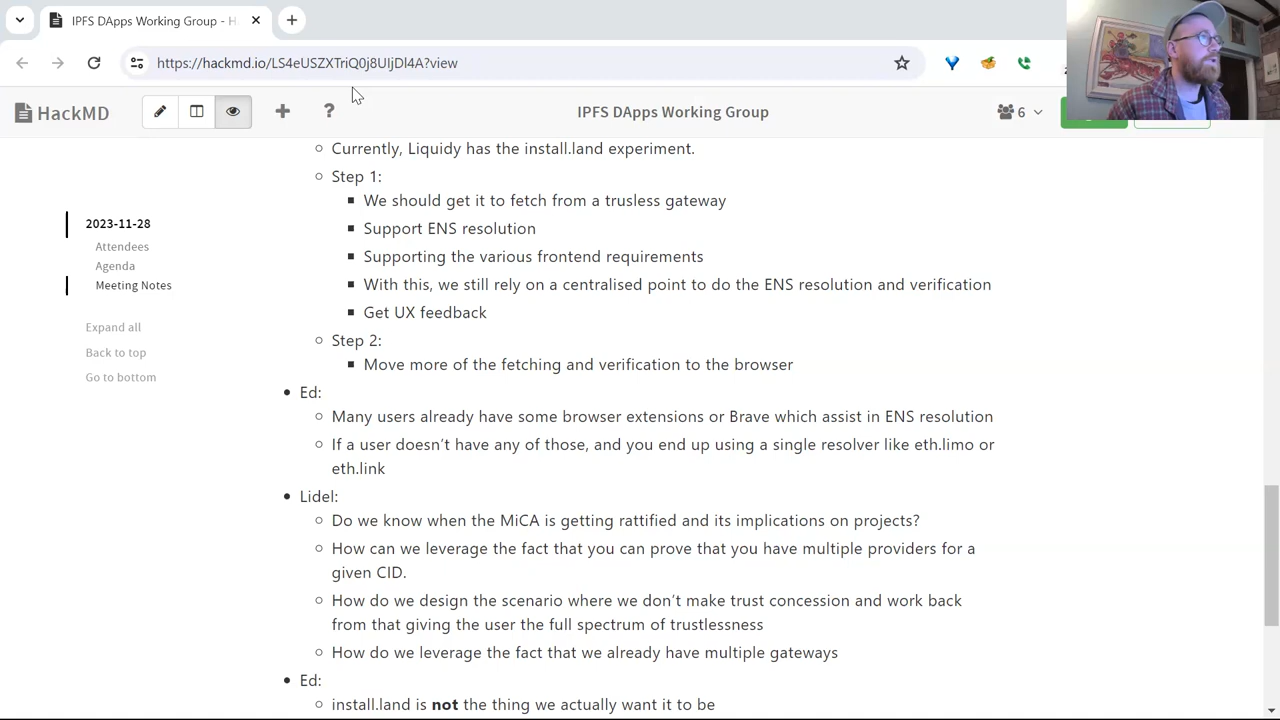 IPFS DApps Working Group - H
https://hackmd.io/LS4eUSZXTriQ0j8UIjDl4A?view
HackMD
IPFS DApps Working Group
6
2023-11-28
Attendees
Agenda
Meeting Notes
Expand all
Back to top
Go to bottom
Currently, Liquidy has the install.land experiment.
Step 1:
We should get it to fetch from a trusless gateway
Support ENS resolution
Supporting the various frontend requirements
With this, we still rely on a centralised point to do the ENS resolution and verification
Get UX feedback
Step 2:
Move more of the fetching and verification to the browser
Ed:
Many users already have some browser extensions or Brave which assist in ENS resolution
If a user doesn't have any of those, and you end up using a single resolver like eth.limo or
eth.link
Lidel:
Do we know when the MiCA is getting rattified and its implications on projects?
How can we leverage the fact that you can prove that you have multiple providers for a
given CID.
How do we design the scenario where we don't make trust concession and work back
from that giving the user the full spectrum of trustlessness
How do we leverage the fact that we already have multiple gateways
Ed:
install.land is not the thing we actually want it to be